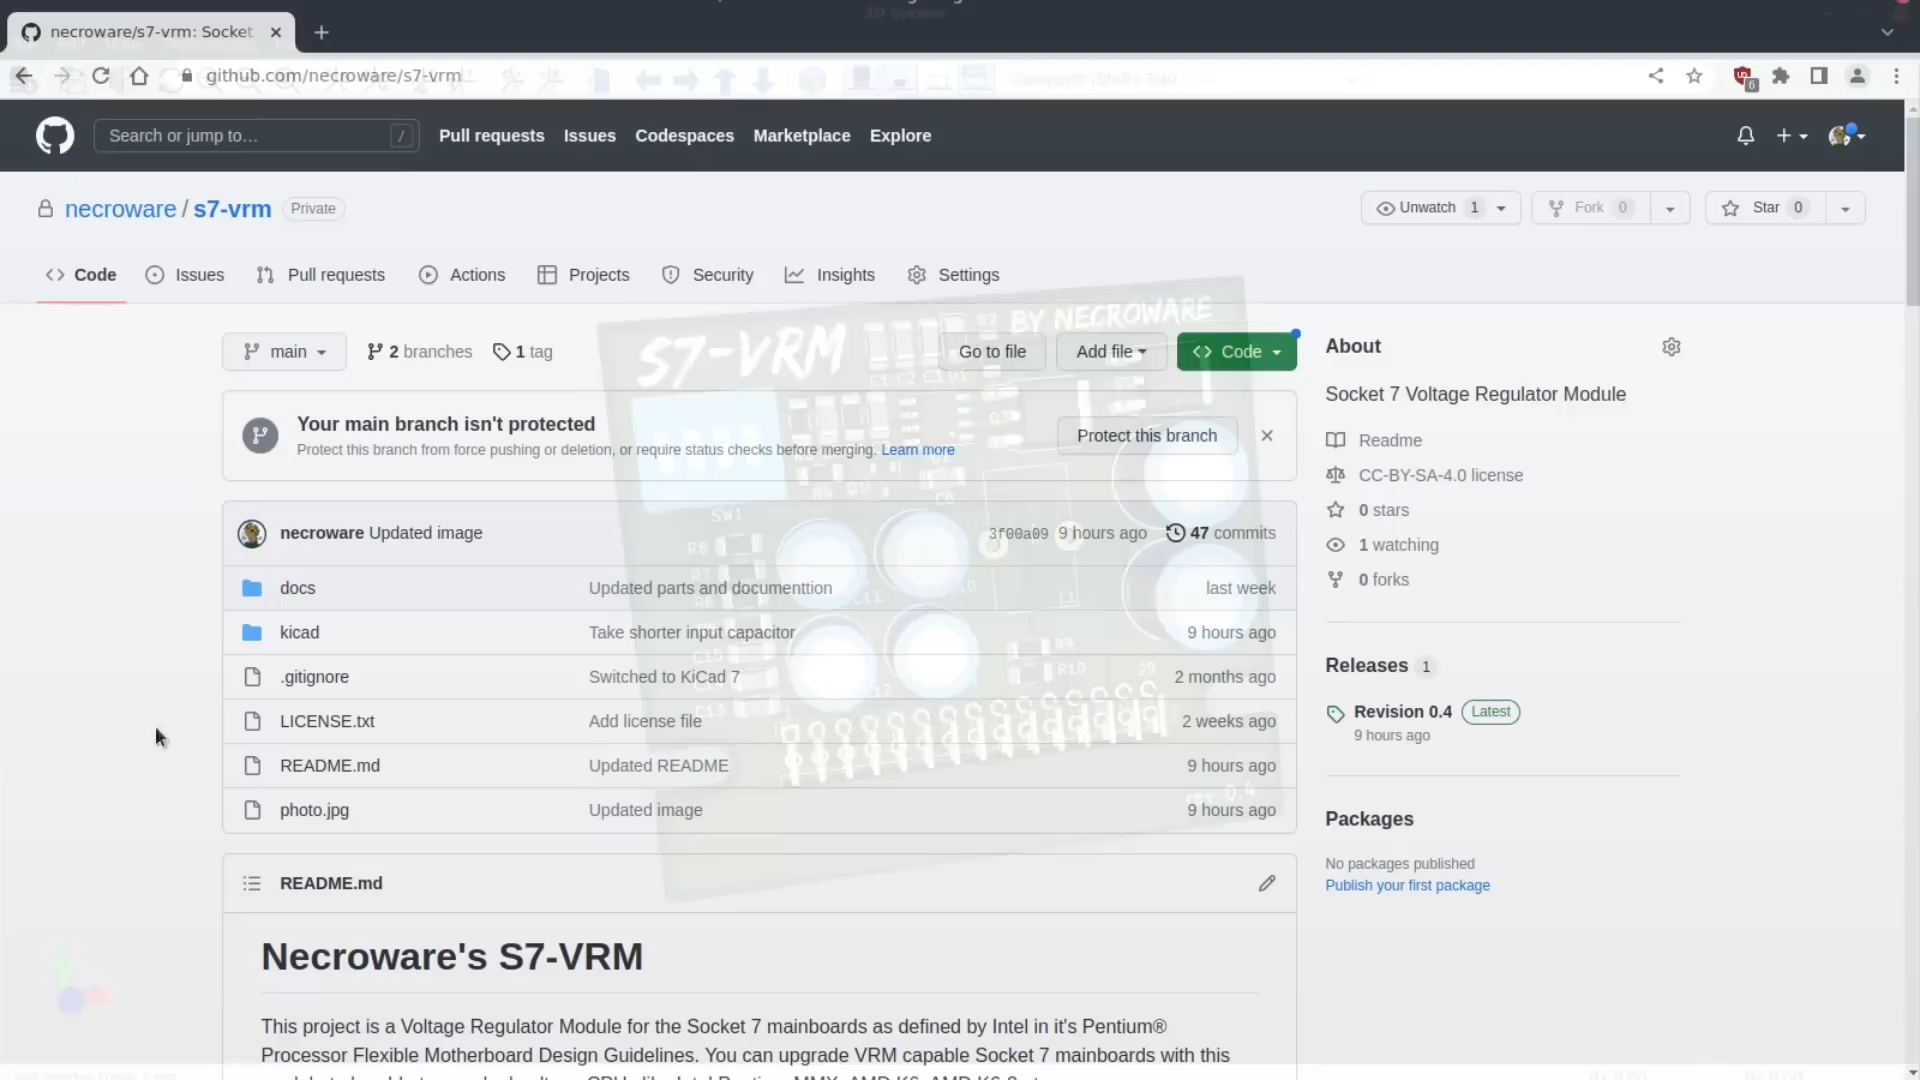 3D Viewer
necroware/s7-vrm: Socket
github.com/necroware/s7-vrm
6
Search or jump to… /
Pull requests Issues Codespaces Marketplace Explore
necroware / s7-vrm Private
Unwatch 1 Fork 0 Star 0
Code Issues Pull requests Actions Projects Security Insights Settings
S7-VRM BY NECROWARE
main 2 branches 1 tag Go to file Add file Code
About
Socket 7 Voltage Regulator Module
Your main branch isn't protected
Protect this branch from force pushing or deletion, or require status checks before merging. Learn more
Protect this branch
Readme
CC-BY-SA-4.0 license
0 stars
1 watching
0 forks
necroware Updated image 3f00a09 9 hours ago 47 commits
docs Updated parts and documenttion last week
kicad Take shorter input capacitor 9 hours ago
.gitignore Switched to KiCad 7 2 months ago
LICENSE.txt Add license file 2 weeks ago
README.md Updated README 9 hours ago
photo.jpg Updated image 9 hours ago
Releases 1
Revision 0.4 Latest
9 hours ago
Packages
No packages published
Publish your first package
README.md
Necroware's S7-VRM
This project is a Voltage Regulator Module for the Socket 7 mainboards as defined by Intel in it's Pentium®
Processor Flexible Motherboard Design Guidelines. You can upgrade VRM capable Socket 7 mainboards with this